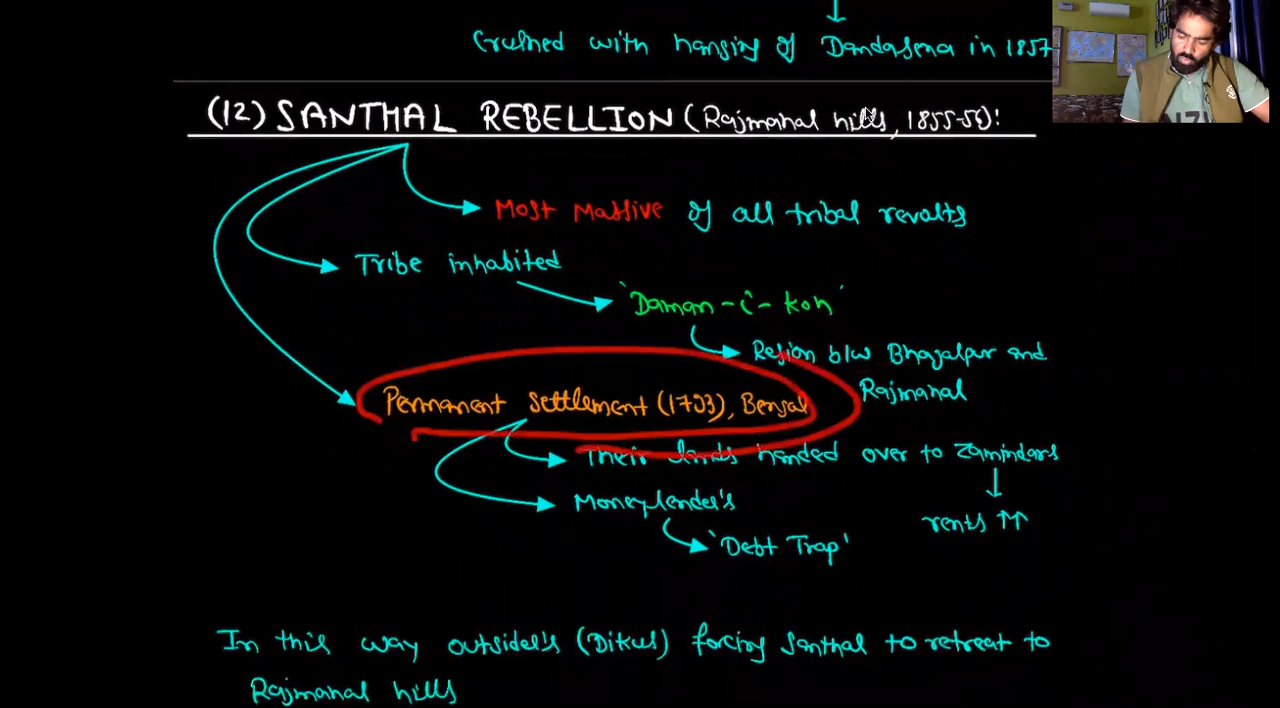 Crushed with hanging of Dandasena in 1857
(12) SANTHAL REBELLION (Rajmahal hills, 1855-56):
Most Massive of all tribal revolts
Tribe inhabited
'Daman-i-koh'
Region b/w Bhagalpur and
Rajmahal
Permanent Settlement (1793), Bengal
Their lands handed over to Zamindars
Moneylender's
rents ↑↑
'Debt Trap'
In this way outsider's (Dikus) forcing Santhal to retreat to
Rajmahal hills